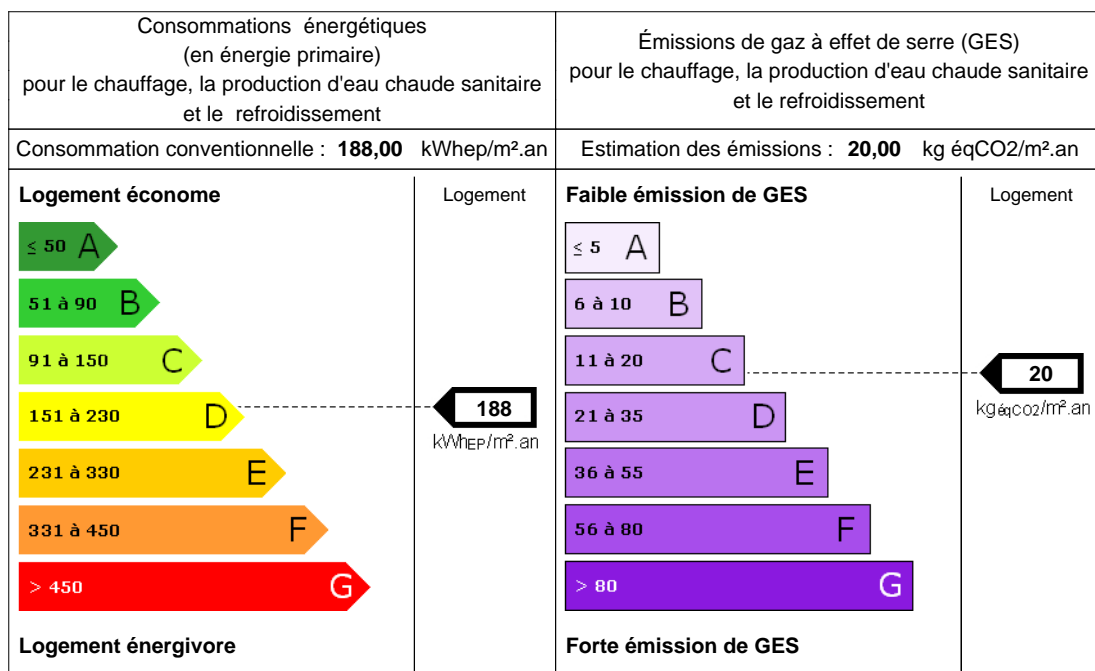 Consommations énergétiques
(en énergie primaire)
pour le chauffage, la production d'eau chaude sanitaire
et le refroidissement
Émissions de gaz à effet de serre (GES)
pour le chauffage, la production d'eau chaude sanitaire
et le refroidissement
Consommation conventionnelle : 188,00 kWhep/m².an
Estimation des émissions : 20,00 kg éqCO2/m².an
Logement économe
Logement
≤ 50 A
51 à 90 B
91 à 150 C
151 à 230 D
188
kWhEP/m².an
231 à 330 E
331 à 450 F
> 450 G
Logement énergivore
Faible émission de GES
Logement
≤ 5 A
6 à 10 B
11 à 20 C
20
kgéqCO2/m².an
21 à 35 D
36 à 55 E
56 à 80 F
> 80 G
Forte émission de GES